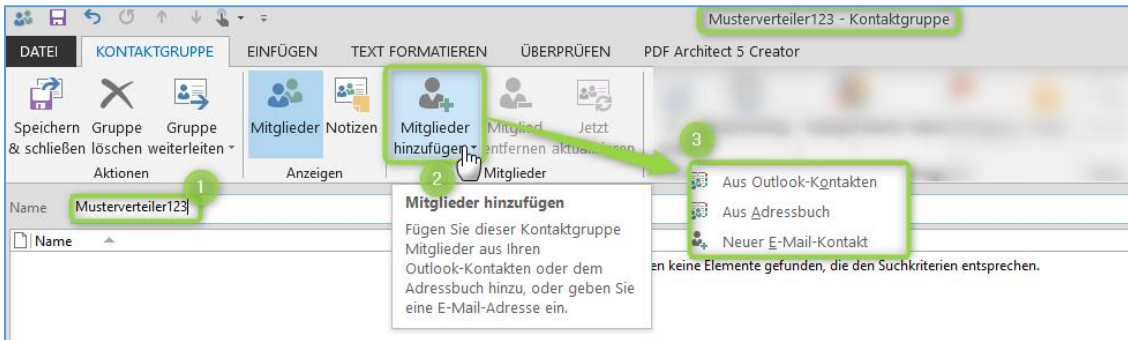 Musterverteiler123 - Kontaktgruppe
DATEI KONTAKTGRUPPE EINFÜGEN TEXT FORMATIEREN ÜBERPRÜFEN PDF Architect 5 Creator
Speichern Gruppe Gruppe Mitglieder Notizen Mitglieder Mitglied Jetzt
& schließen löschen weiterleiten hinzufügen entfernen aktualisieren
3
Aktionen Anzeigen Mitglieder
1
2
Aus Outlook-Kontakten
Name Musterverteiler123
Mitglieder hinzufügen
Aus Adressbuch
Fügen Sie dieser Kontaktgruppe
Mitglieder aus Ihren
Outlook-Kontakten oder dem
Adressbuch hinzu, oder geben Sie
eine E-Mail-Adresse ein.
Neuer E-Mail-Kontakt
Name
en keine Elemente gefunden, die den Suchkriterien entsprechen.